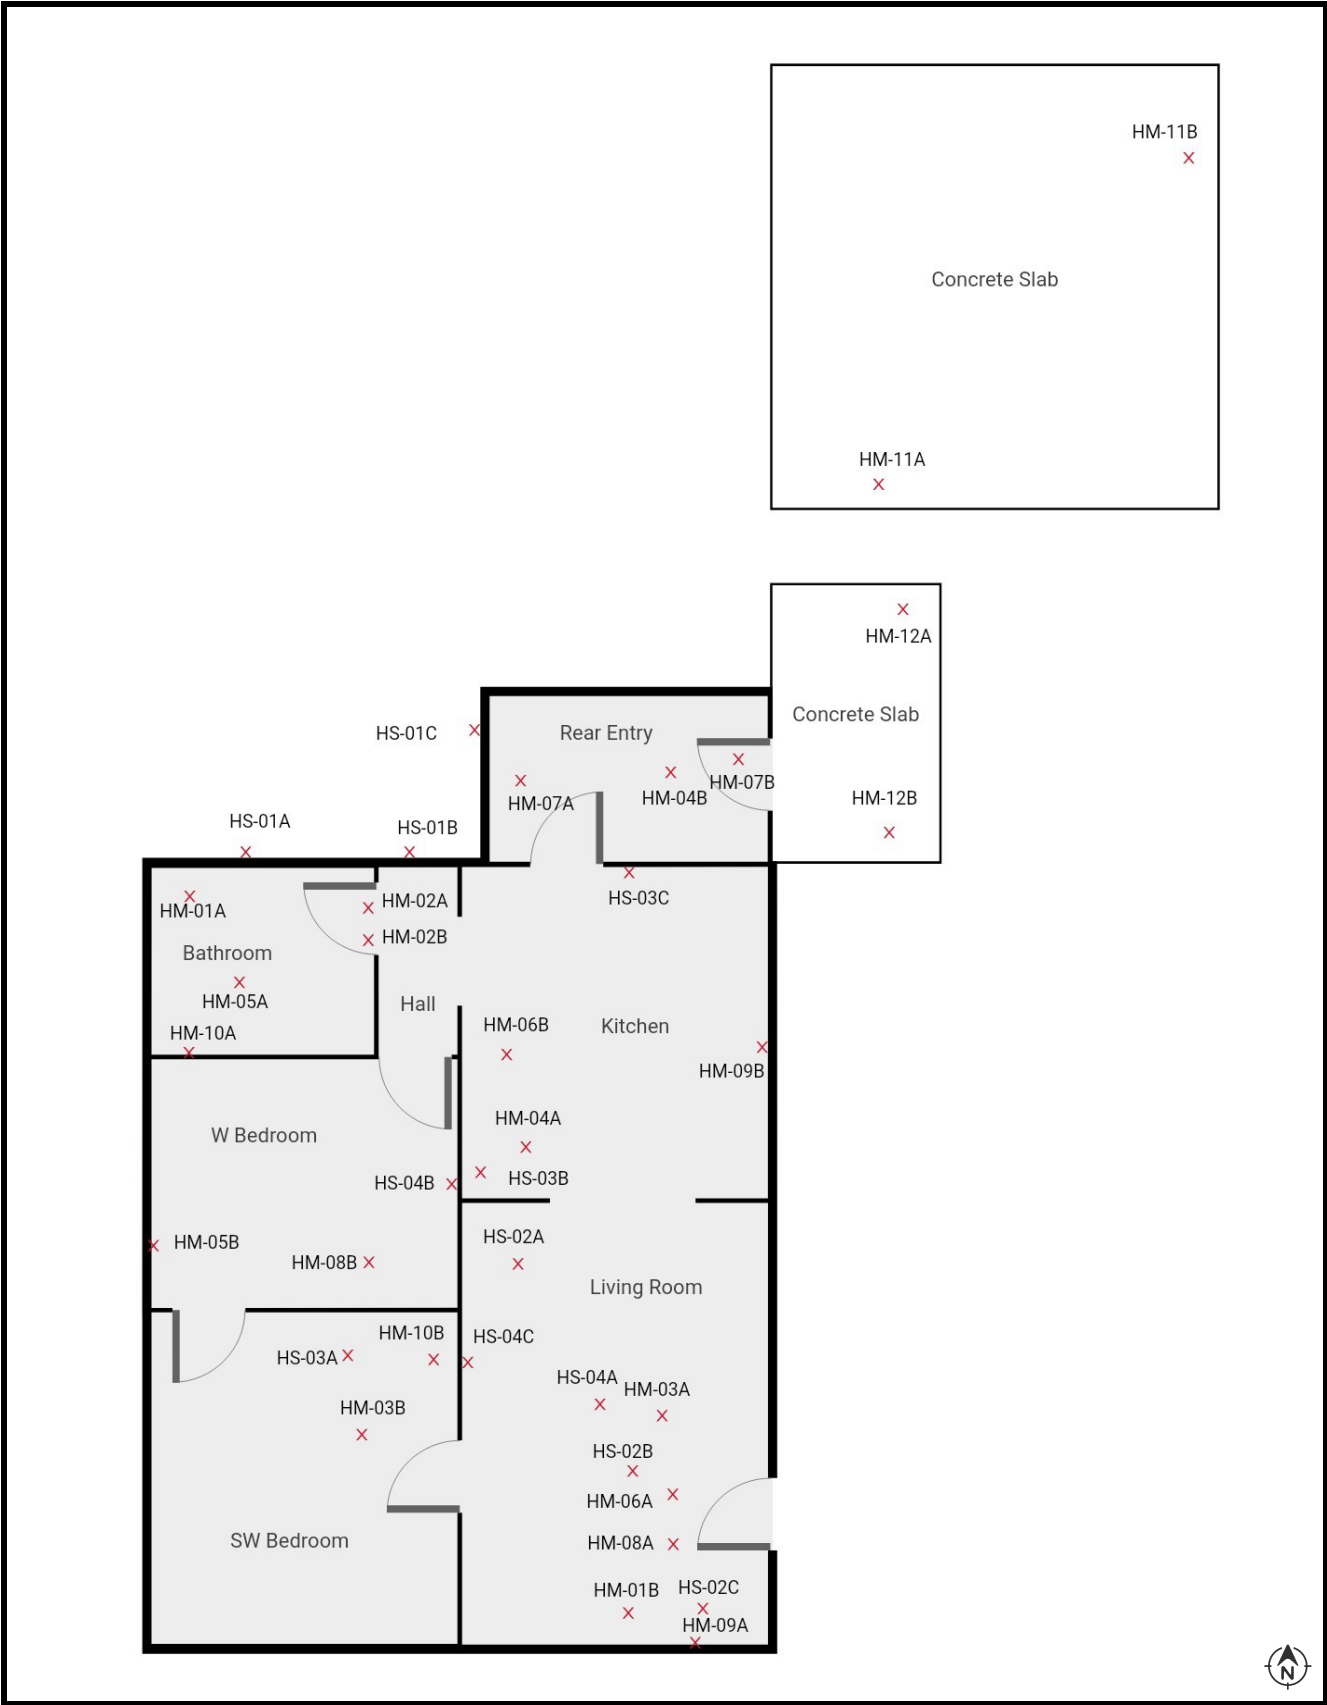 HM-11B
Concrete Slab
HM-11A
HM-12A
Concrete Slab
HS-01C
Rear Entry
HM-07B
HM-04B
HM-07A
HM-12B
HS-01A
HS-01B
HS-03C
HM-02A
HM-01A
HM-02B
Bathroom
HM-05A
Hall
HM-10A
HM-06B
Kitchen
HM-09B
HM-04A
W Bedroom
HS-04B
HS-03B
HM-05B
HM-08B
HS-02A
Living Room
HM-10B
HS-04C
HS-03A
HS-04A
HM-03A
HM-03B
HS-02B
HM-06A
SW Bedroom
HM-08A
HM-01B
HS-02C
HM-09A
N